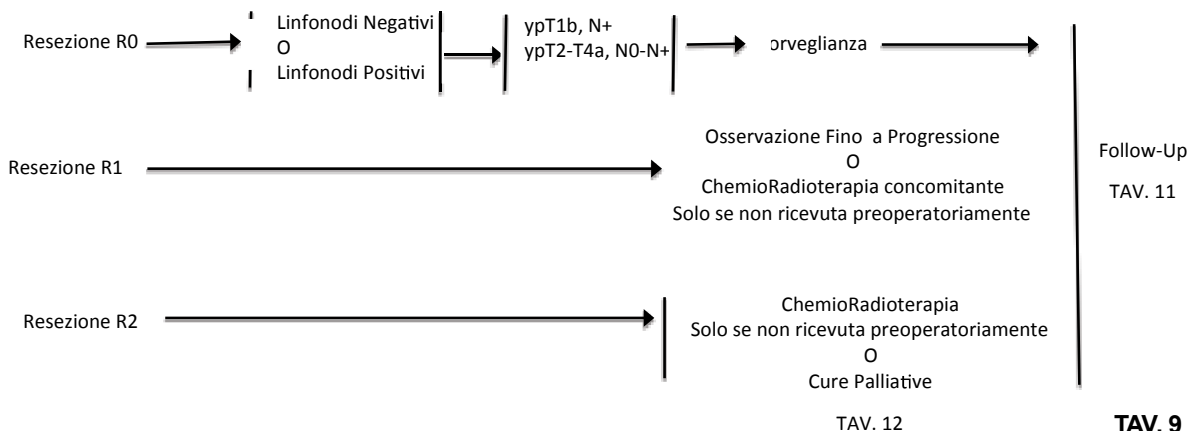 Resezione R0
Linfonodi Negativi
O
Linfonodi Positivi
ypT1b, N+
ypT2-T4a, N0-N+
orveglianza
Resezione R1
Osservazione Fino a Progressione
O
ChemioRadioterapia concomitante
Solo se non ricevuta preoperatoriamente
Follow-Up
TAV. 11
Resezione R2
ChemioRadioterapia
Solo se non ricevuta preoperatoriamente
O
Cure Palliative
TAV. 12
TAV. 9